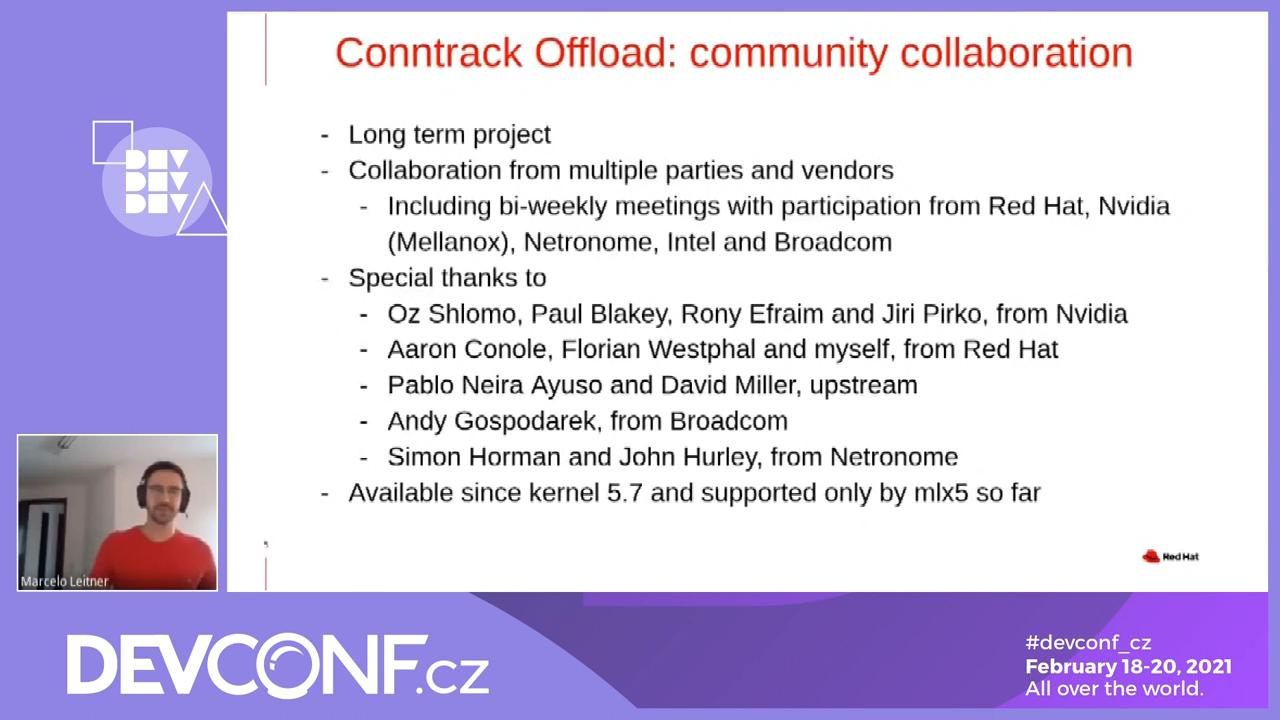 Conntrack Offload: community collaboration
- Long term project
- Collaboration from multiple parties and vendors
- Including bi-weekly meetings with participation from Red Hat, Nvidia
(Mellanox), Netronome, Intel and Broadcom
- Special thanks to
- Oz Shlomo, Paul Blakey, Rony Efraim and Jiri Pirko, from Nvidia
- Aaron Conole, Florian Westphal and myself, from Red Hat
- Pablo Neira Ayuso and David Miller, upstream
- Andy Gospodarek, from Broadcom
- Simon Horman and John Hurley, from Netronome
- Available since kernel 5.7 and supported only by mlx5 so far
Red Hat
DEV
DEV
DEV
Marcelo Leitner
DEVCONF.cz
#devconf_cz
February 18-20, 2021
All over the world.